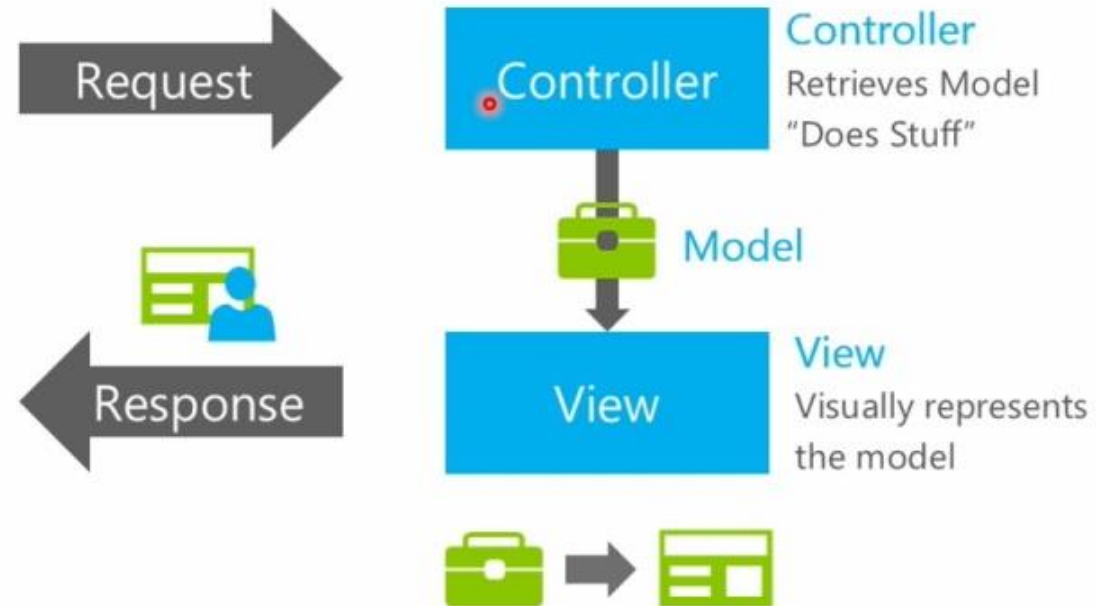 Request
Controller
Controller
Retrieves Model
“Does Stuff”
Model
Response
View
View
Visually represents
the model